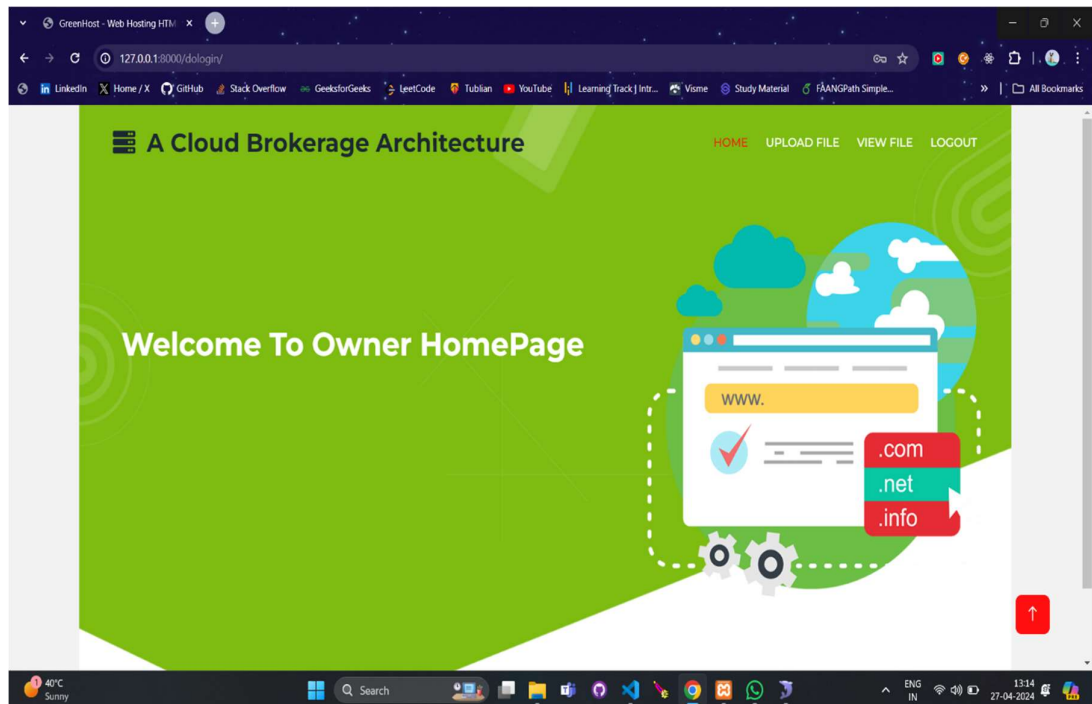 GreenHost - Web Hosting HTM
127.0.0.1:8000/dologin/
LinkedIn Home / X GitHub Stack Overflow GeeksforGeeks LeetCode Tublian YouTube Learning Track | Intr... Visme Study Material FAANGPath Simple... » All Bookmarks
A Cloud Brokerage Architecture
HOME UPLOAD FILE VIEW FILE LOGOUT
Welcome To Owner HomePage
www.
.com
.net
.info
1
40°C
Sunny
Search
ENG
IN
13:14
27-04-2024